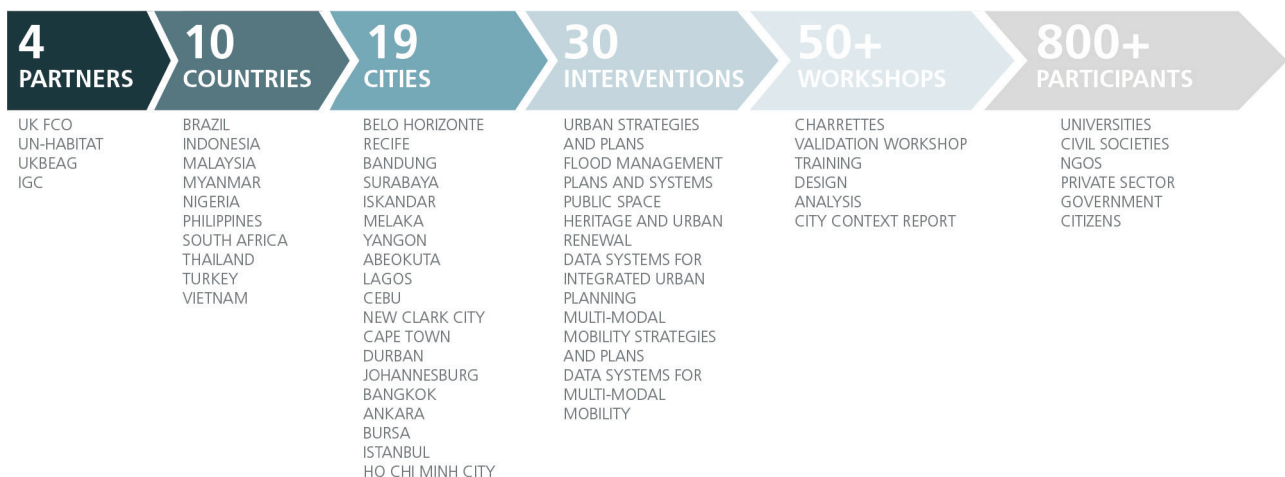 4
PARTNERS
UK FCO
UN-HABITAT
UKBEAG
IGC
10
COUNTRIES
BRAZIL
INDONESIA
MALAYSIA
MYANMAR
NIGERIA
PHILIPPINES
SOUTH AFRICA
THAILAND
TURKEY
VIETNAM
19
CITIES
BELO HORIZONTE
RECIFE
BANDUNG
SURABAYA
ISKANDAR
MELAKA
YANGON
ABEOKUTA
LAGOS
CEBU
NEW CLARK CITY
CAPE TOWN
DURBAN
JOHANNESBURG
BANGKOK
ANKARA
BURSA
ISTANBUL
HO CHI MINH CITY
30
INTERVENTIONS
URBAN STRATEGIES
AND PLANS
FLOOD MANAGEMENT
PLANS AND SYSTEMS
PUBLIC SPACE
HERITAGE AND URBAN
RENEWAL
DATA SYSTEMS FOR
INTEGRATED URBAN
PLANNING
MULTI-MODAL
MOBILITY STRATEGIES
AND PLANS
DATA SYSTEMS FOR
MULTI-MODAL
MOBILITY
50+
WORKSHOPS
CHARRETTES
VALIDATION WORKSHOP
TRAINING
DESIGN
ANALYSIS
CITY CONTEXT REPORT
800+
PARTICIPANTS
UNIVERSITIES
CIVIL SOCIETIES
NGOS
PRIVATE SECTOR
GOVERNMENT
CITIZENS